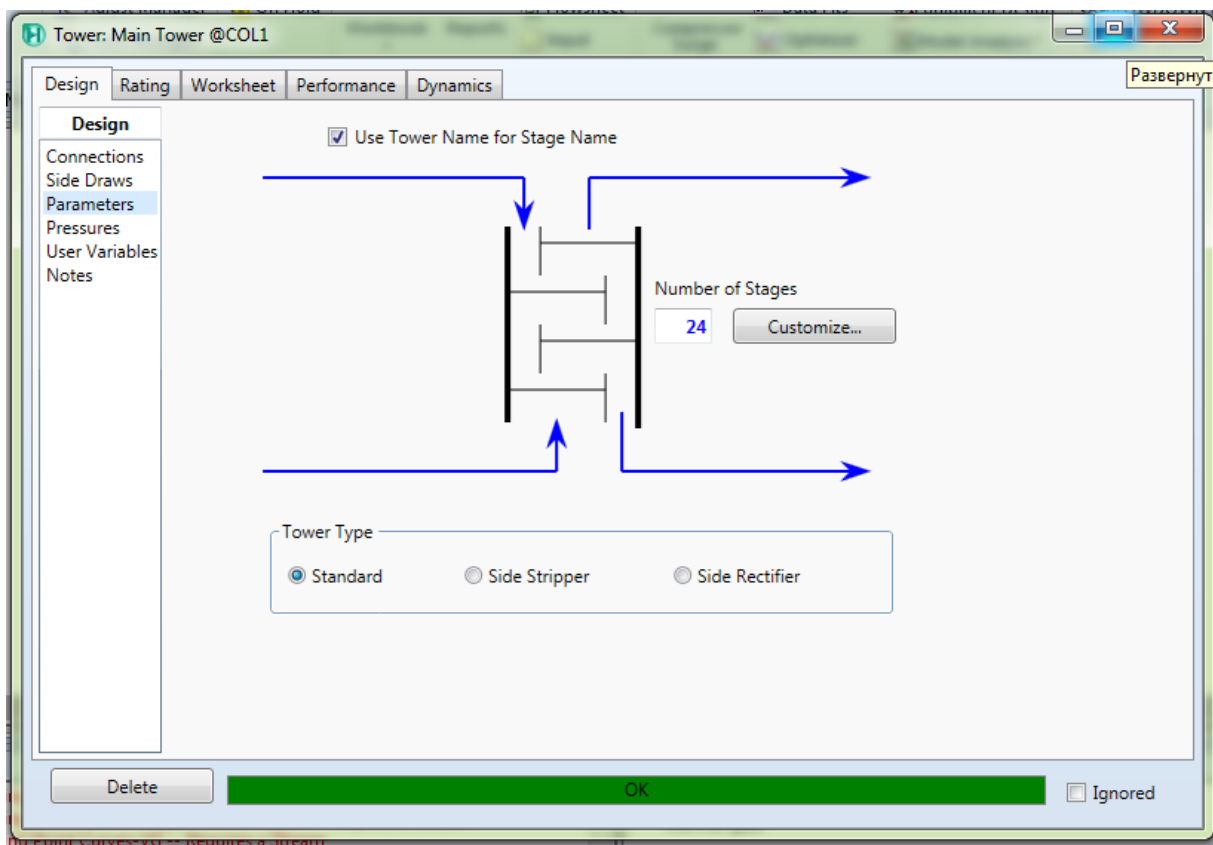 Tower: Main Tower @COL1
Развернут
Design Rating Worksheet Performance Dynamics
Design
Use Tower Name for Stage Name
Connections
Side Draws
Parameters
Pressures
User Variables
Notes
Number of Stages
24 Customize...
Tower Type
Standard Side Stripper Side Rectifier
Delete OK Ignored